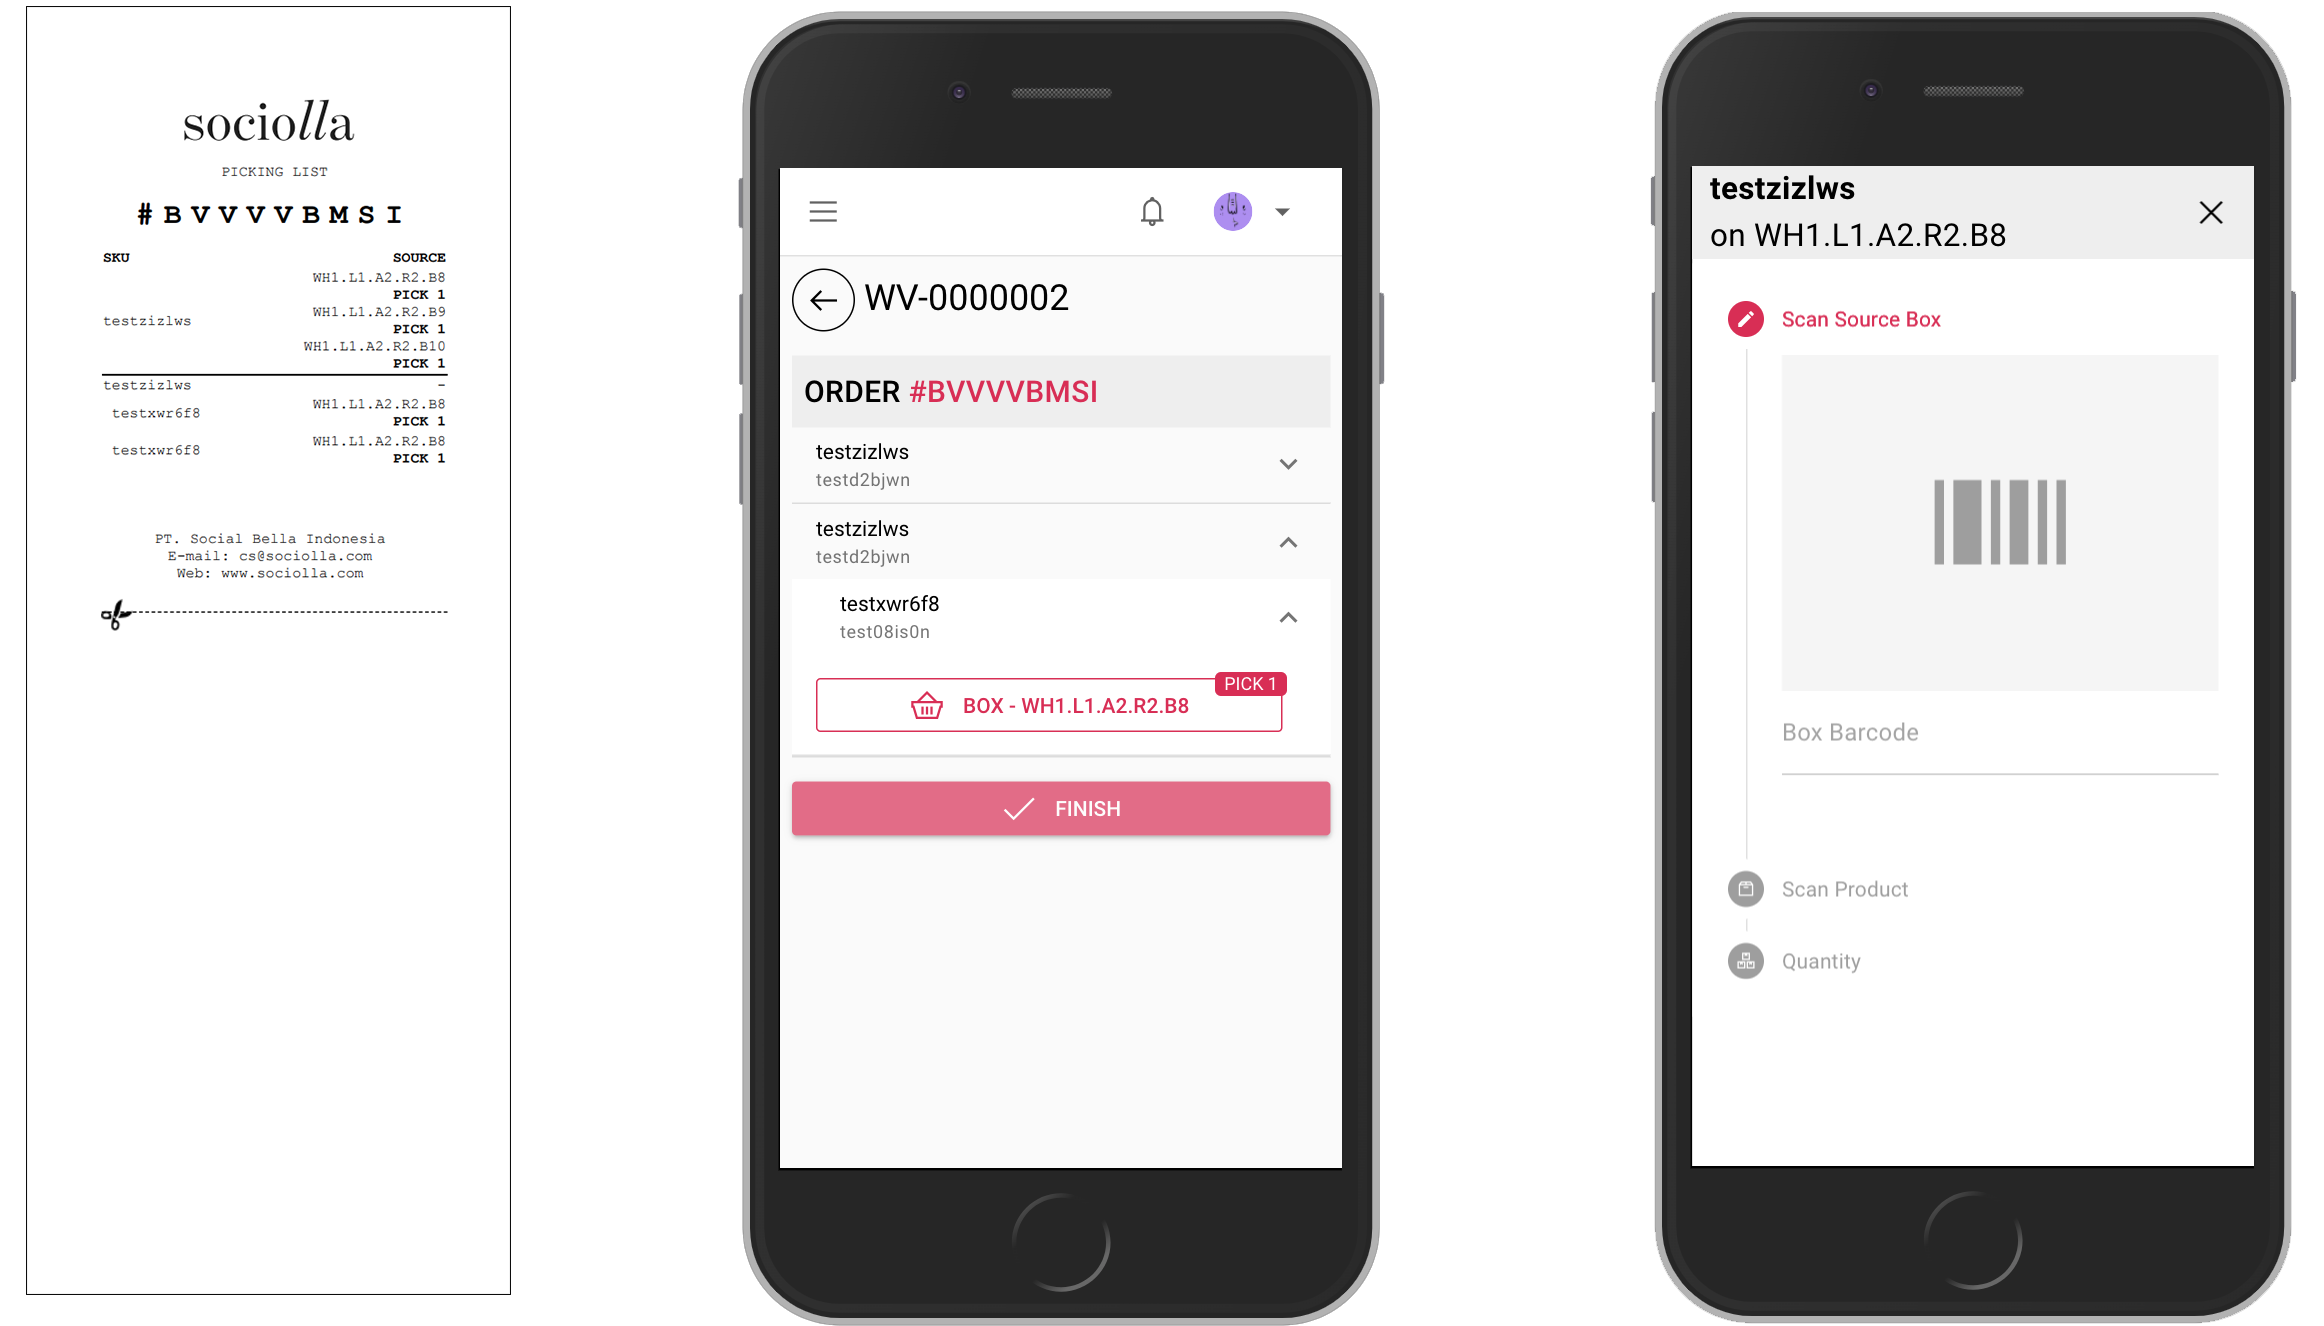 sociolla
PICKING LIST
#BVVVVBMSI
SKU SOURCE
WH1.L1.A2.R2.B8
PICK 1
testzizlws
WH1.L1.A2.R2.B9
PICK 1
WH1.L1.A2.R2.B10
PICK 1
testzizlws -
testxwr6f8
WH1.L1.A2.R2.B8
PICK 1
testxwr6f8
WH1.L1.A2.R2.B8
PICK 1
PT. Social Bella Indonesia
E-mail: cs@sociolla.com
Web: www.sociolla.com
WV-0000002
ORDER #BVVVVBMSI
testzizlws
testd2bjwn
testzizlws
testd2bjwn
testxwr6f8
test08is0n
PICK 1
BOX - WH1.L1.A2.R2.B8
FINISH
testzizlws
on WH1.L1.A2.R2.B8
Scan Source Box
Box Barcode
Scan Product
Quantity